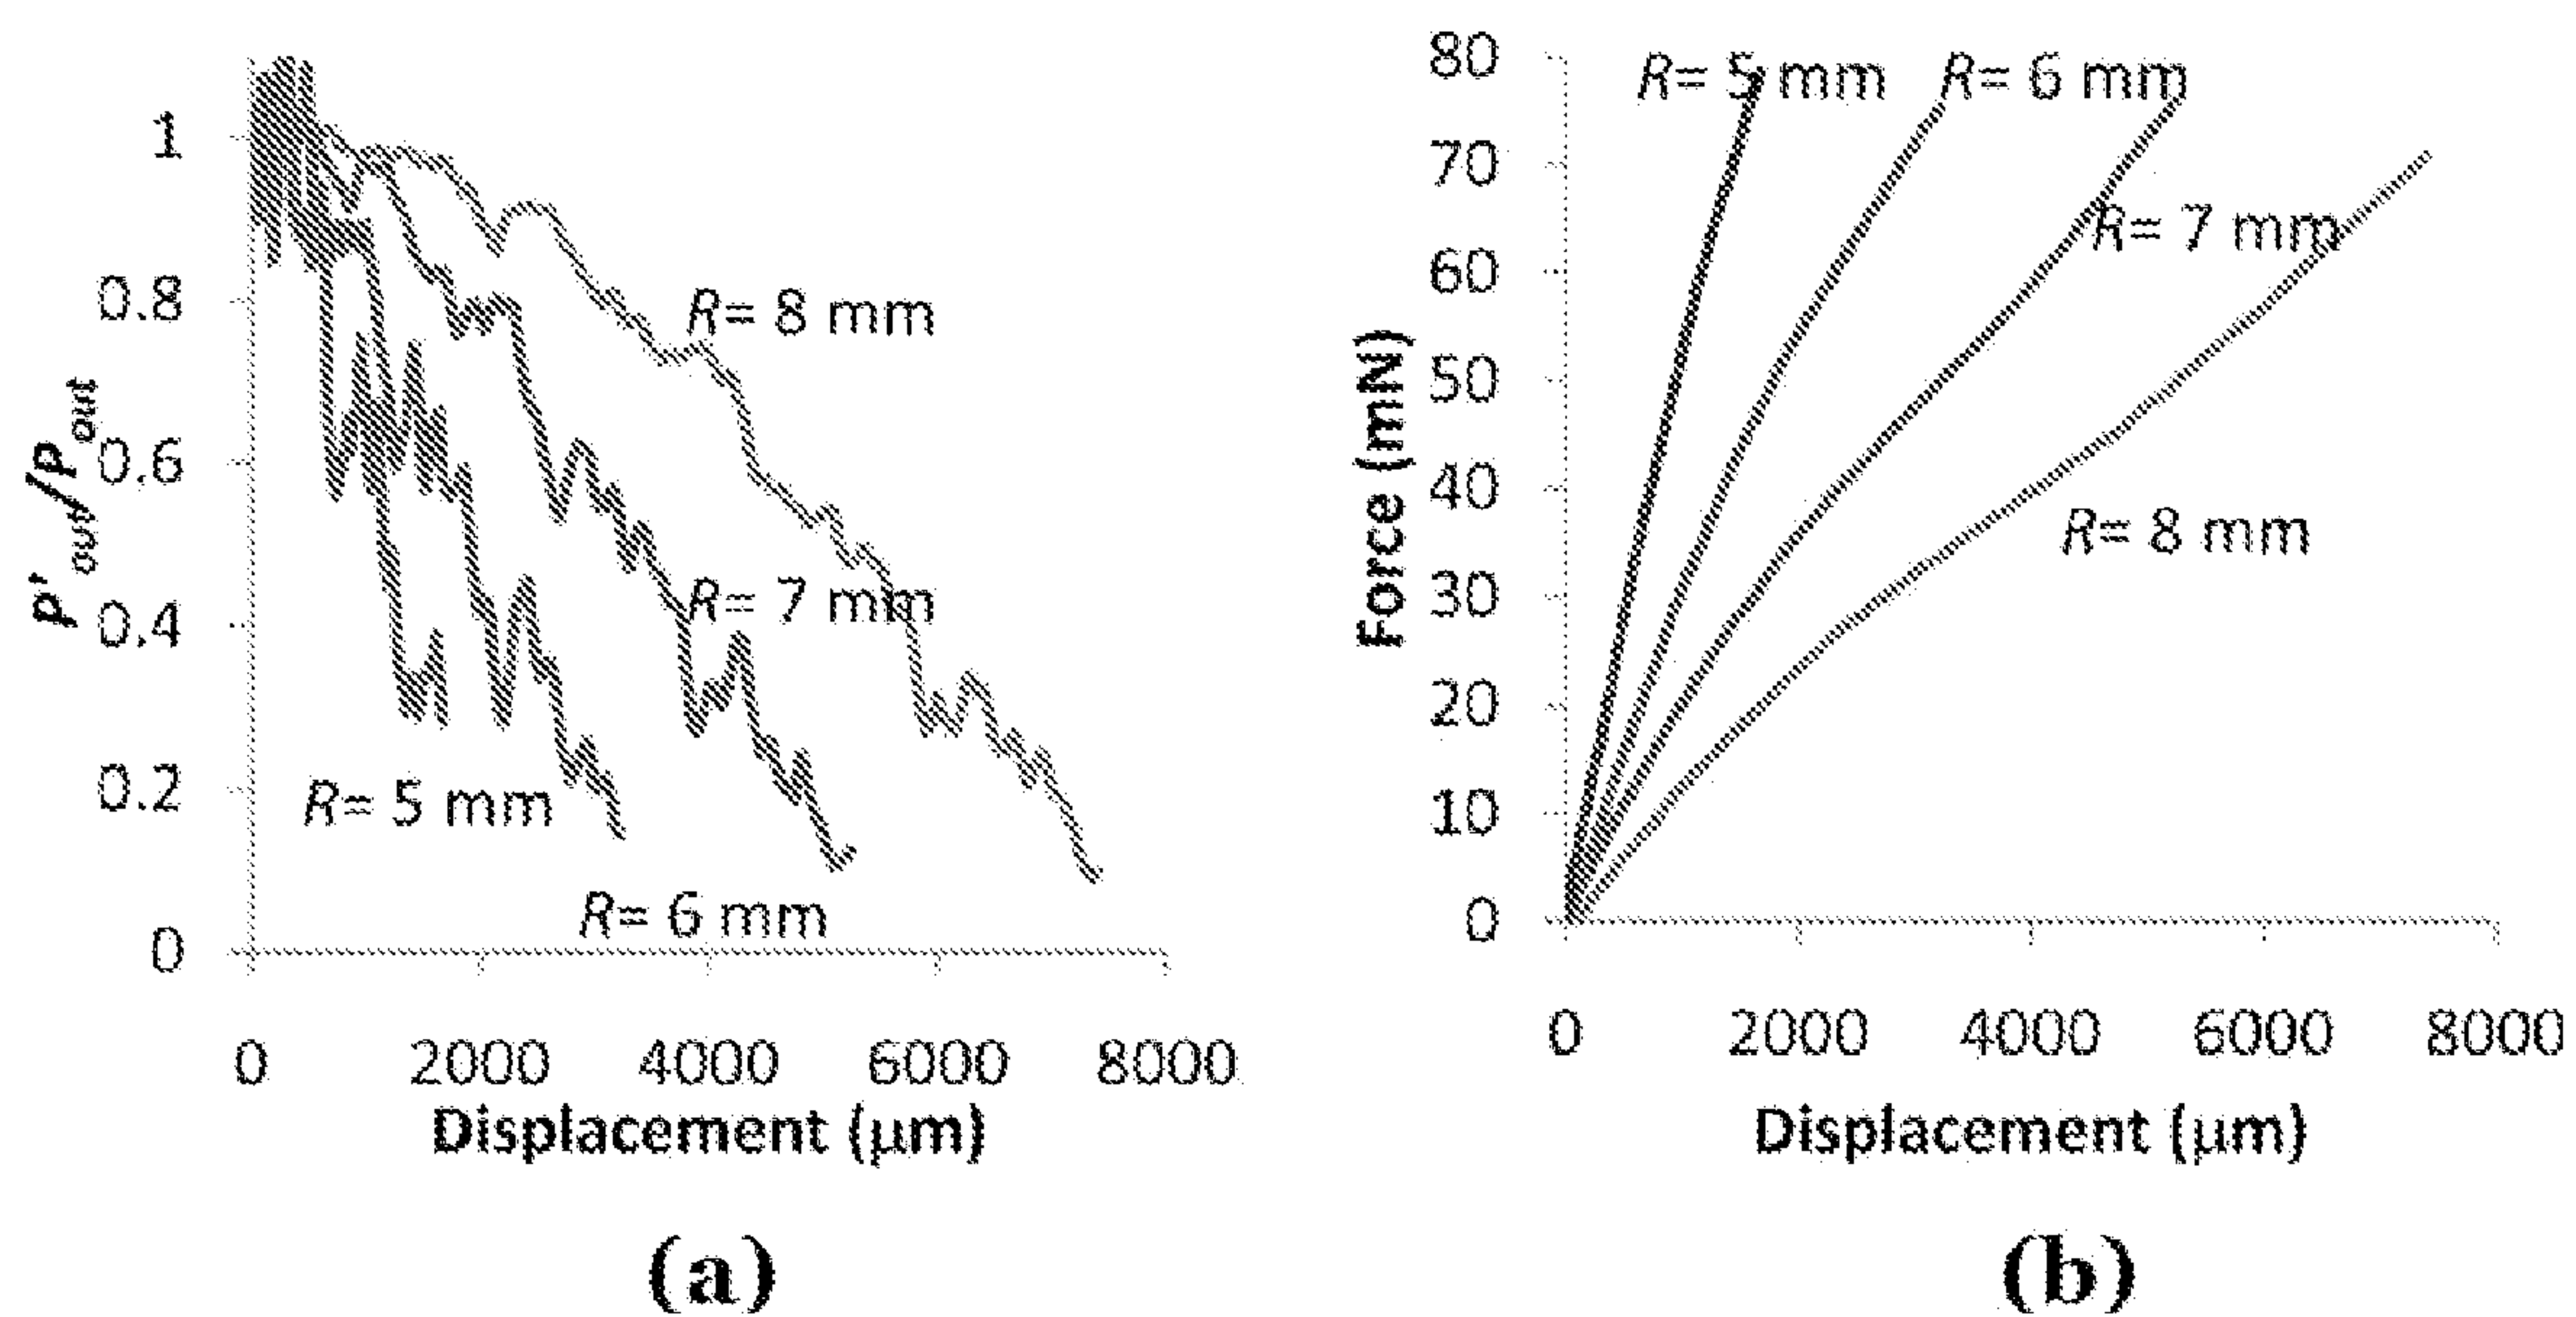 1
0.8
0.6
0.4
0.2
0
P'out/Pout
R= 8 mm
R= 7 mm
R= 5 mm
R= 6 mm
0 2000 4000 6000 8000
Displacement (μm)
(a)
80
70
60
50
40
30
20
10
0
Force (mN)
R= 5 mm R= 6 mm
R= 7 mm
R= 8 mm
0 2000 4000 6000 8000
Displacement (μm)
(b)